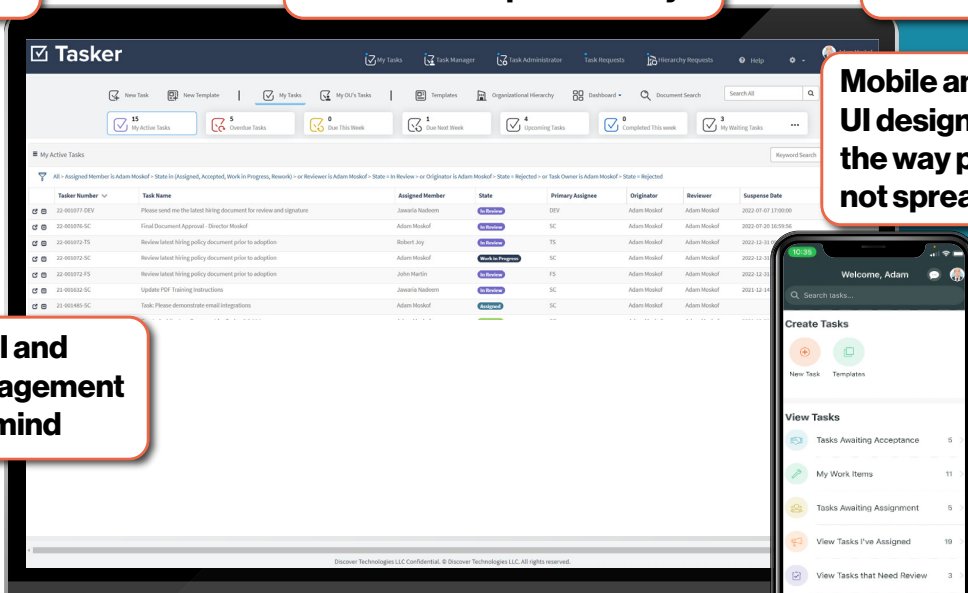 Tasker
My Tasks Task Manager Task Administrator Task Requests Hierarchy Requests Help
New Task New Template | My Tasks My OU's Tasks | Templates Organizational Hierarchy Dashboard Document Search Search All
15 My Active Tasks 5 Overdue Tasks 0 Due This Week 1 Due Next Week 4 Upcoming Tasks 0 Completed This week 3 My Waiting Tasks ...
My Active Tasks Keyword Search
All > Assigned Member is Adam Moskof > State in (Assigned, Accepted, Work in Progress, Rework) > or Reviewer is Adam Moskof > State = In Review > or Originator is Adam Moskof > State = Rejected > or Task Owner is Adam Moskof > State = Rejected
Tasker Number Task Name Assigned Member State Primary Assignee Originator Reviewer Suspense Date
22-001077-DEV Please send me the latest hiring document for review and signature Jawaria Nadeem In Review DEV Adam Moskof Adam Moskof 2022-07-07 17:00:00
22-001076-SC Final Document Approval - Director Moskof Adam Moskof In Review SC Adam Moskof Adam Moskof
22-001072-TS Review latest hiring policy document prior to adoption Robert Joy In Review TS Adam Moskof Adam Moskof 2022-12-31
22-001072-SC Review latest hiring policy document prior to adoption Adam Moskof Work in Progress SC Adam Moskof Adam Moskof 2022-12-31
22-001072-FS Review latest hiring policy document prior to adoption John Martin In Review FS Adam Moskof Adam Moskof 2022-12-31
21-001632-SC Update PDF Training Instructions Jawaria Nadeem In Review SC Adam Moskof Adam Moskof 2021-12-14
21-001485-SC Task: Please demonstrate email integrations Adam Moskof Assigned SC Adam Moskof Adam Moskof
Discover Technologies LLC Confidential. © Discover Technologies LLC. All rights reserved.
Mobile an
UI design
the way p
not sprea
l and
agement
mind
10:35
Welcome, Adam
Search tasks...
Create Tasks
New Task Templates
View Tasks
Tasks Awaiting Acceptance 5
My Work Items 11
Tasks Awaiting Assignment 5
View Tasks I've Assigned 19
View Tasks that Need Review 3